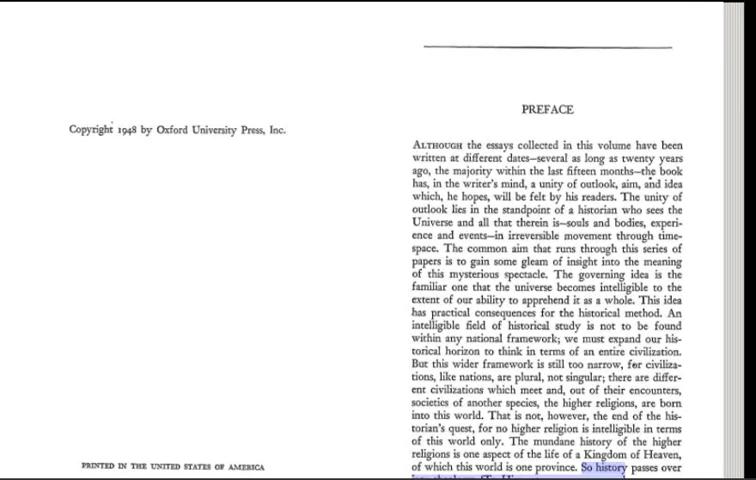 Copyright 1948 by Oxford University Press, Inc.
PRINTED IN THE UNITED STATES OF AMERICA
PREFACE
ALTHOUGH the essays collected in this volume have been
written at different dates—several as long as twenty years
ago, the majority within the last fifteen months—the book
has, in the writer's mind, a unity of outlook, aim, and idea
which, he hopes, will be felt by his readers. The unity of
outlook lies in the standpoint of a historian who sees the
Universe and all that therein is—souls and bodies, experi-
ence and events—in irreversible movement through time-
space. The common aim that runs through this series of
papers is to gain some gleam of insight into the meaning
of this mysterious spectacle. The governing idea is the
familiar one that the universe becomes intelligible to the
extent of our ability to apprehend it as a whole. This idea
has practical consequences for the historical method. An
intelligible field of historical study is not to be found
within any national framework; we must expand our his-
torical horizon to think in terms of an entire civilization.
But this wider framework is still too narrow, for civiliza-
tions, like nations, are plural, not singular; there are differ-
ent civilizations which meet and, out of their encounters,
societies of another species, the higher religions, are born
into this world. That is not, however, the end of the his-
torian's quest, for no higher religion is intelligible in terms
of this world only. The mundane history of the higher
religions is one aspect of the life of a Kingdom of Heaven,
of which this world is one province. So history passes over